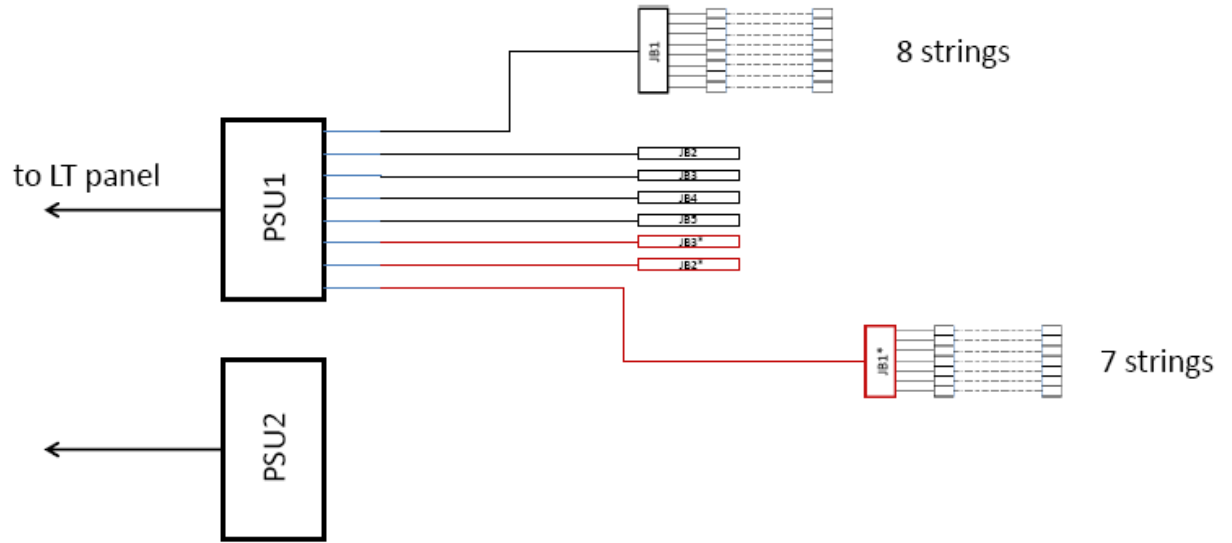 JB1
8 strings
to LT panel
PSU1
JB2
JB3
JB4
JB5
JB3*
JB2*
JB1*
7 strings
PSU2